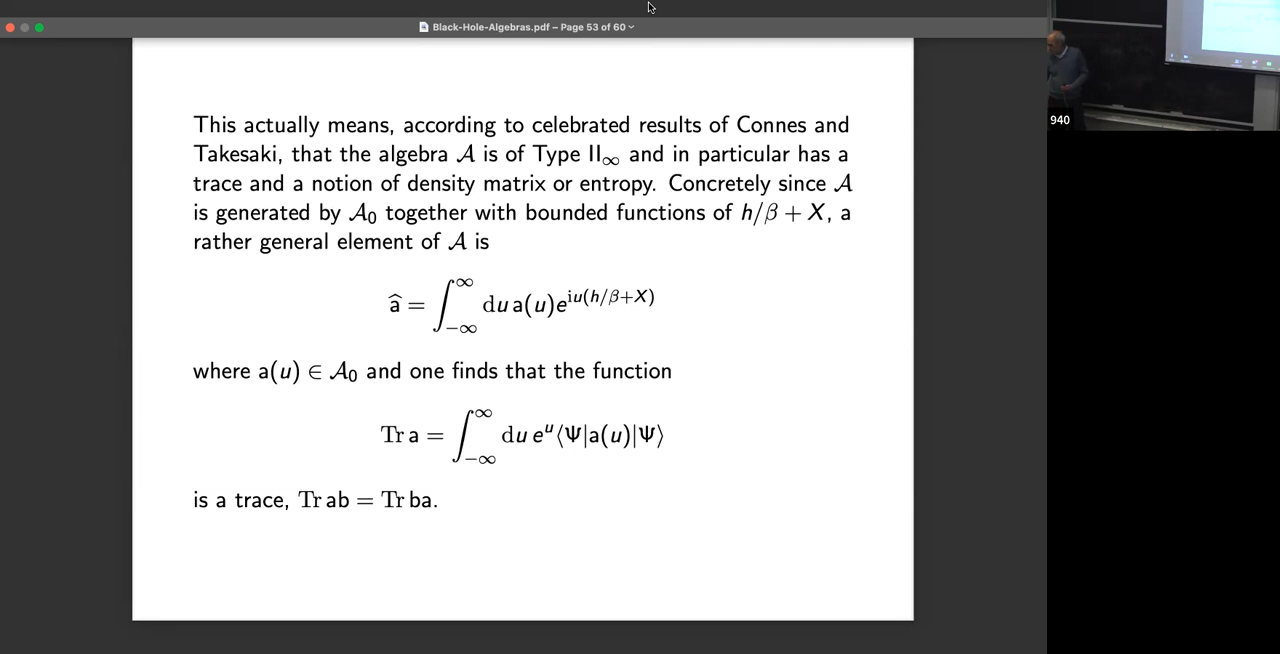 Black-Hole-Algebras.pdf – Page 53 of 60
This actually means, according to celebrated results of Connes and
Takesaki, that the algebra 𝒜 is of Type II∞ and in particular has a
trace and a notion of density matrix or entropy. Concretely since 𝒜
is generated by 𝒜₀ together with bounded functions of h/β + X, a
rather general element of 𝒜 is
â = ∫_{−∞}^{∞} du a(u)e^{iu(h/β+X)}
where a(u) ∈ 𝒜₀ and one finds that the function
Tr a = ∫_{−∞}^{∞} du e^u⟨Ψ|a(u)|Ψ⟩
is a trace, Tr ab = Tr ba.
940